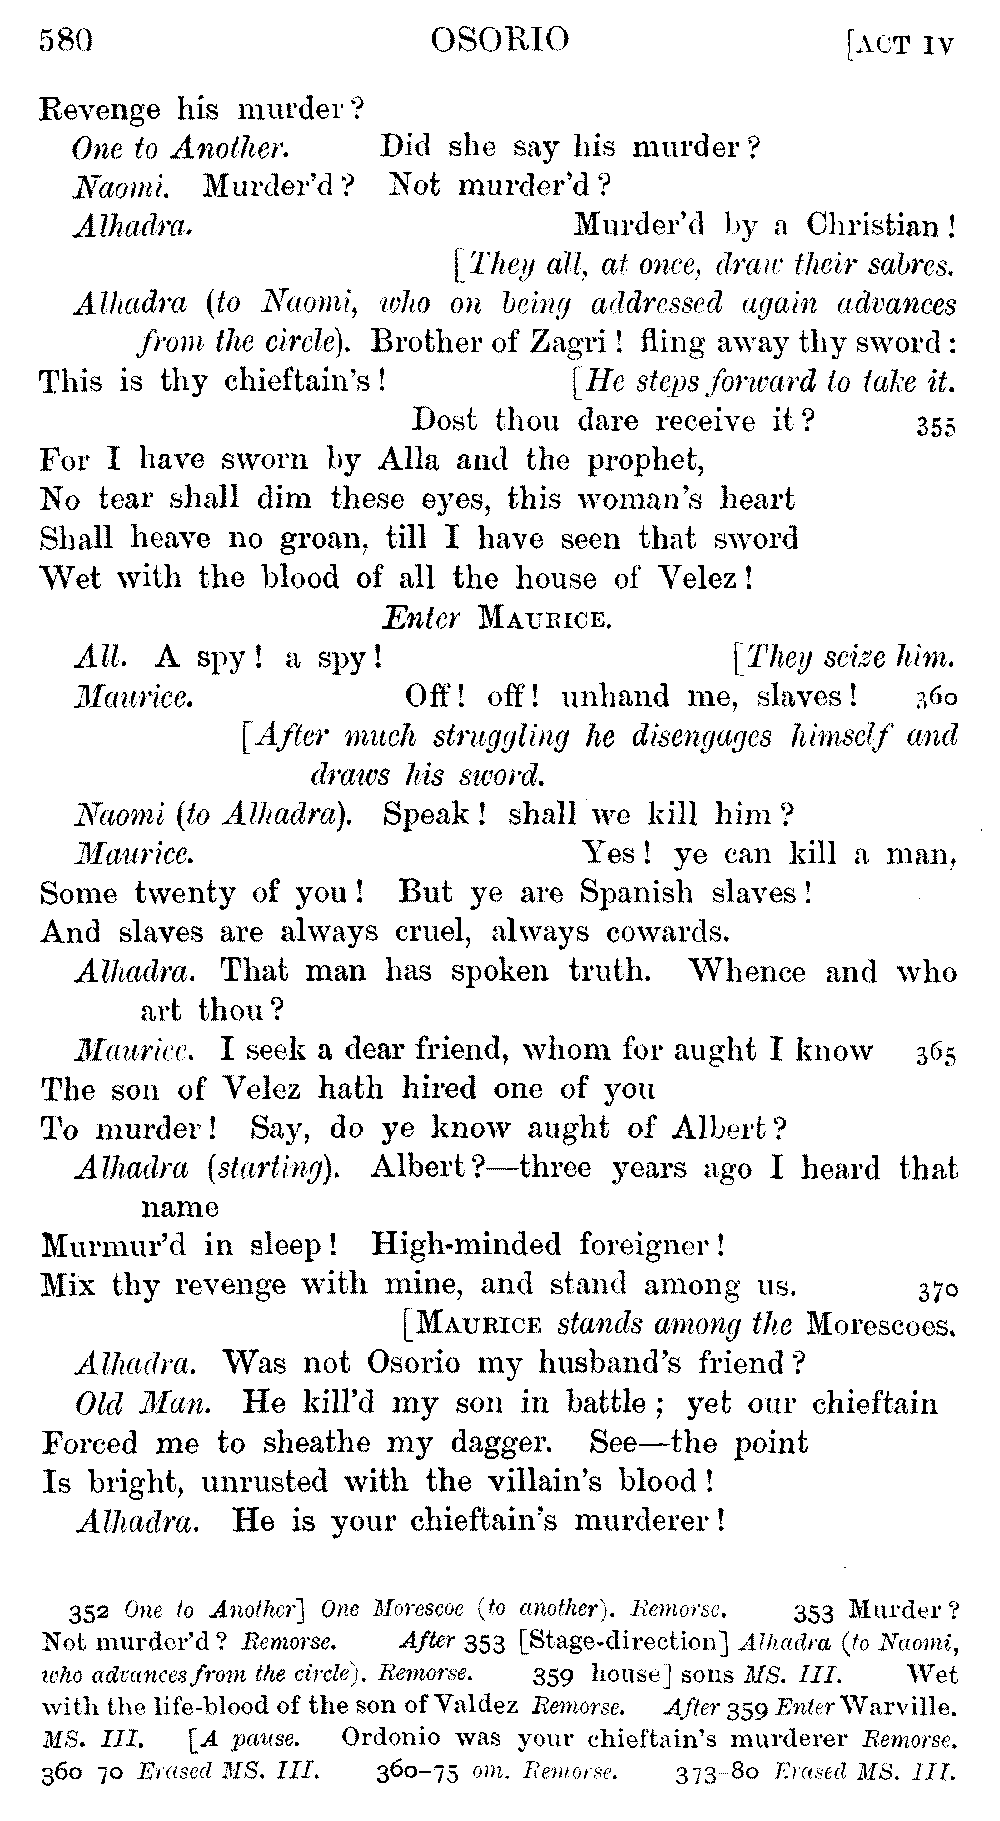 580 OSORIO [ACT IV
Revenge his murder?
One to Another. Did she say his murder?
Naomi. Murder'd? Not murder'd?
Alhadra. Murder'd by a Christian!
[They all, at once, draw their sabres.
Alhadra (to Naomi, who on being addressed again advances
from the circle). Brother of Zagri! fling away thy sword:
This is thy chieftain's! [He steps forward to take it.
Dost thou dare receive it? 355
For I have sworn by Alla and the prophet,
No tear shall dim these eyes, this woman's heart
Shall heave no groan, till I have seen that sword
Wet with the blood of all the house of Velez!
Enter MAURICE.
All. A spy! a spy! [They seize him.
Maurice. Off! off! unhand me, slaves! 360
[After much struggling he disengages himself and
draws his sword.
Naomi (to Alhadra). Speak! shall we kill him?
Maurice. Yes! ye can kill a man,
Some twenty of you! But ye are Spanish slaves!
And slaves are always cruel, always cowards.
Alhadra. That man has spoken truth. Whence and who
art thou?
Maurice. I seek a dear friend, whom for aught I know 365
The son of Velez hath hired one of you
To murder! Say, do ye know aught of Albert?
Alhadra (starting). Albert?—three years ago I heard that
name
Murmur'd in sleep! High-minded foreigner!
Mix thy revenge with mine, and stand among us. 370
[MAURICE stands among the Morescoes.
Alhadra. Was not Osorio my husband's friend?
Old Man. He kill'd my son in battle; yet our chieftain
Forced me to sheathe my dagger. See—the point
Is bright, unrusted with the villain's blood!
Alhadra. He is your chieftain's murderer!
352 One to Another] One Morescoe (to another). Remorse. 353 Murder?
Not murder'd? Remorse. After 353 [Stage-direction] Alhadra (to Naomi,
who advances from the circle). Remorse. 359 house] sons MS. III. Wet
with the life-blood of the son of Valdez Remorse. After 359 Enter Warville.
MS. III. [A pause. Ordonio was your chieftain's murderer Remorse.
360 70 Erased MS. III. 360-75 om. Remorse. 373-80 Erased MS. III.